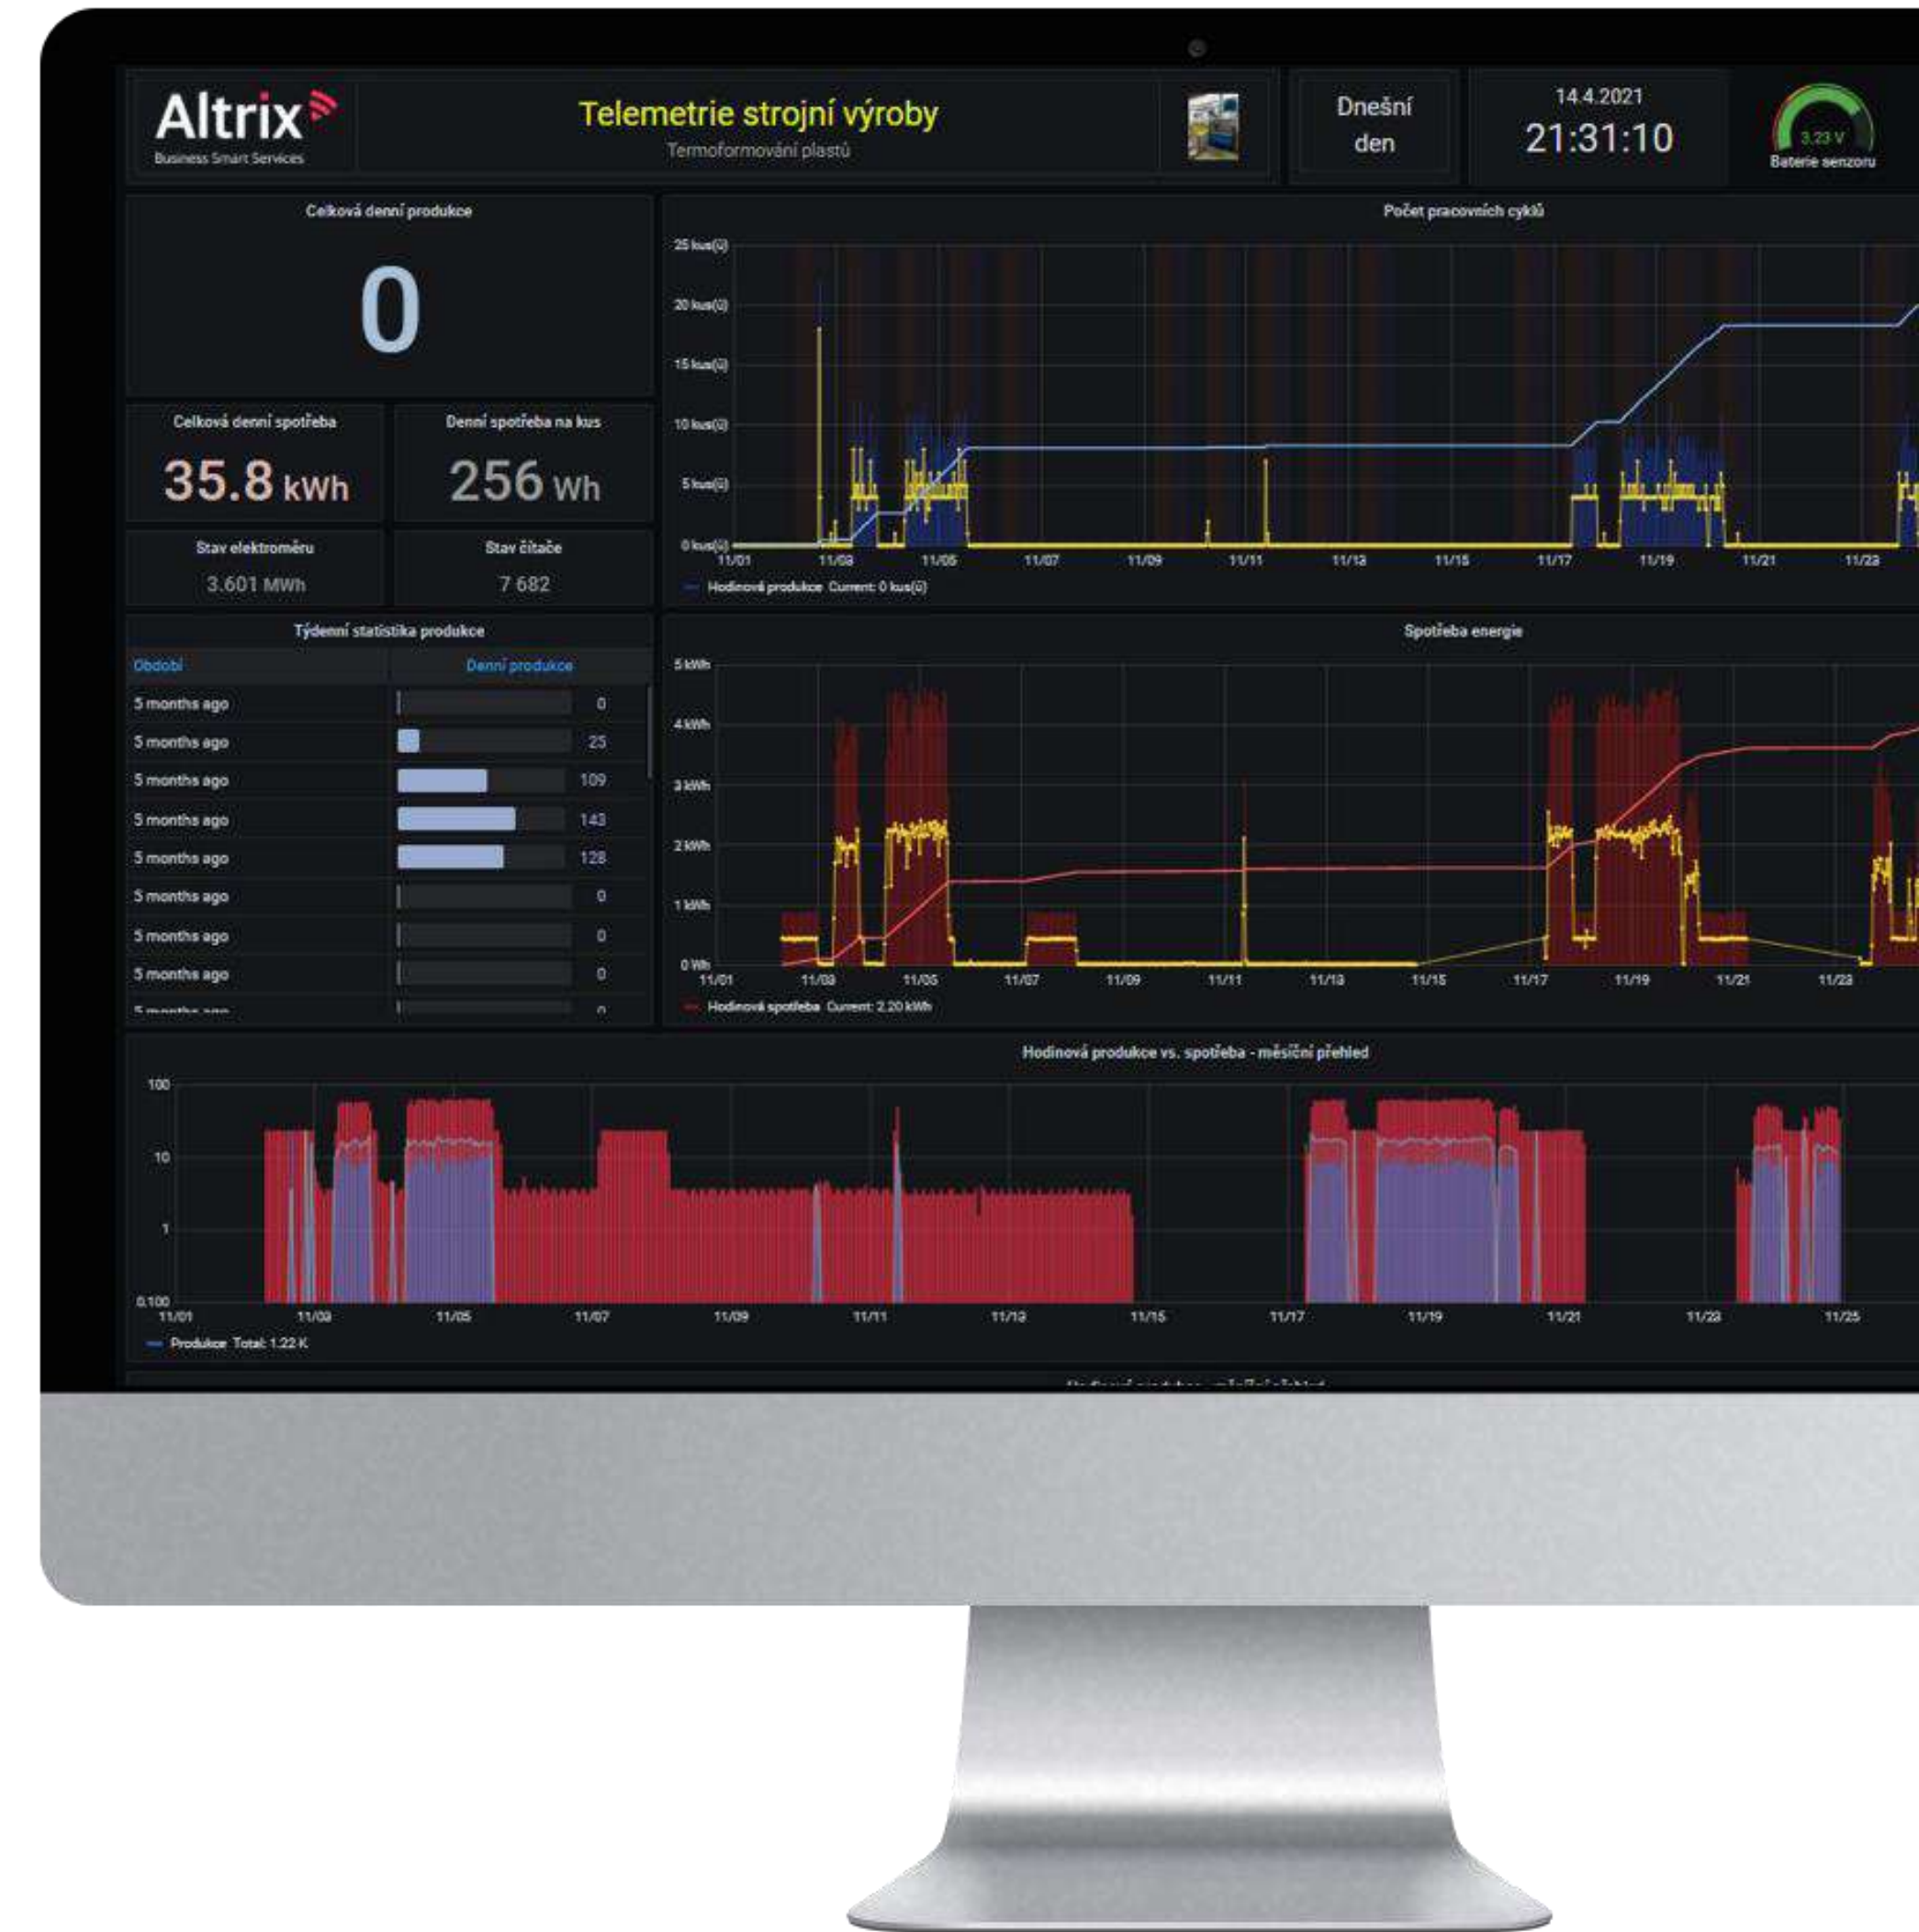 Altrix
Business Smart Services
Telemetrie strojní výroby
Termoformování plastů
Dnešní
den
14.4.2021
21:31:10
3.23 V
Baterie senzoru
Celková denní produkce
0
Celková denní spotřeba
35.8 kWh
Denní spotřeba na kus
256 Wh
Stav elektroměru
3.601 MWh
Stav čítače
7 682
Počet pracovních cyklů
25 kus(ů)
20 kus(ů)
15 kus(ů)
10 kus(ů)
5 kus(ů)
0 kus(ů)
11/01 11/03 11/05 11/07 11/09 11/11 11/13 11/15 11/17 11/19 11/21 11/23
Hodinová produkce Current: 0 kus(ů)
Týdenní statistika produkce
Období Denní produkce
5 months ago 0
5 months ago 25
5 months ago 109
5 months ago 143
5 months ago 128
5 months ago 0
5 months ago 0
5 months ago 0
5 months ago 0
Spotřeba energie
5 kWh
4 kWh
3 kWh
2 kWh
1 kWh
0 Wh
11/01 11/03 11/05 11/07 11/09 11/11 11/13 11/15 11/17 11/19 11/21 11/23
Hodinová spotřeba Current: 2.20 kWh
Hodinová produkce vs. spotřeba - měsíční přehled
100
10
1
0.100
11/01 11/03 11/05 11/07 11/09 11/11 11/13 11/15 11/17 11/19 11/21 11/23 11/25
Produkce Total: 1.22 K